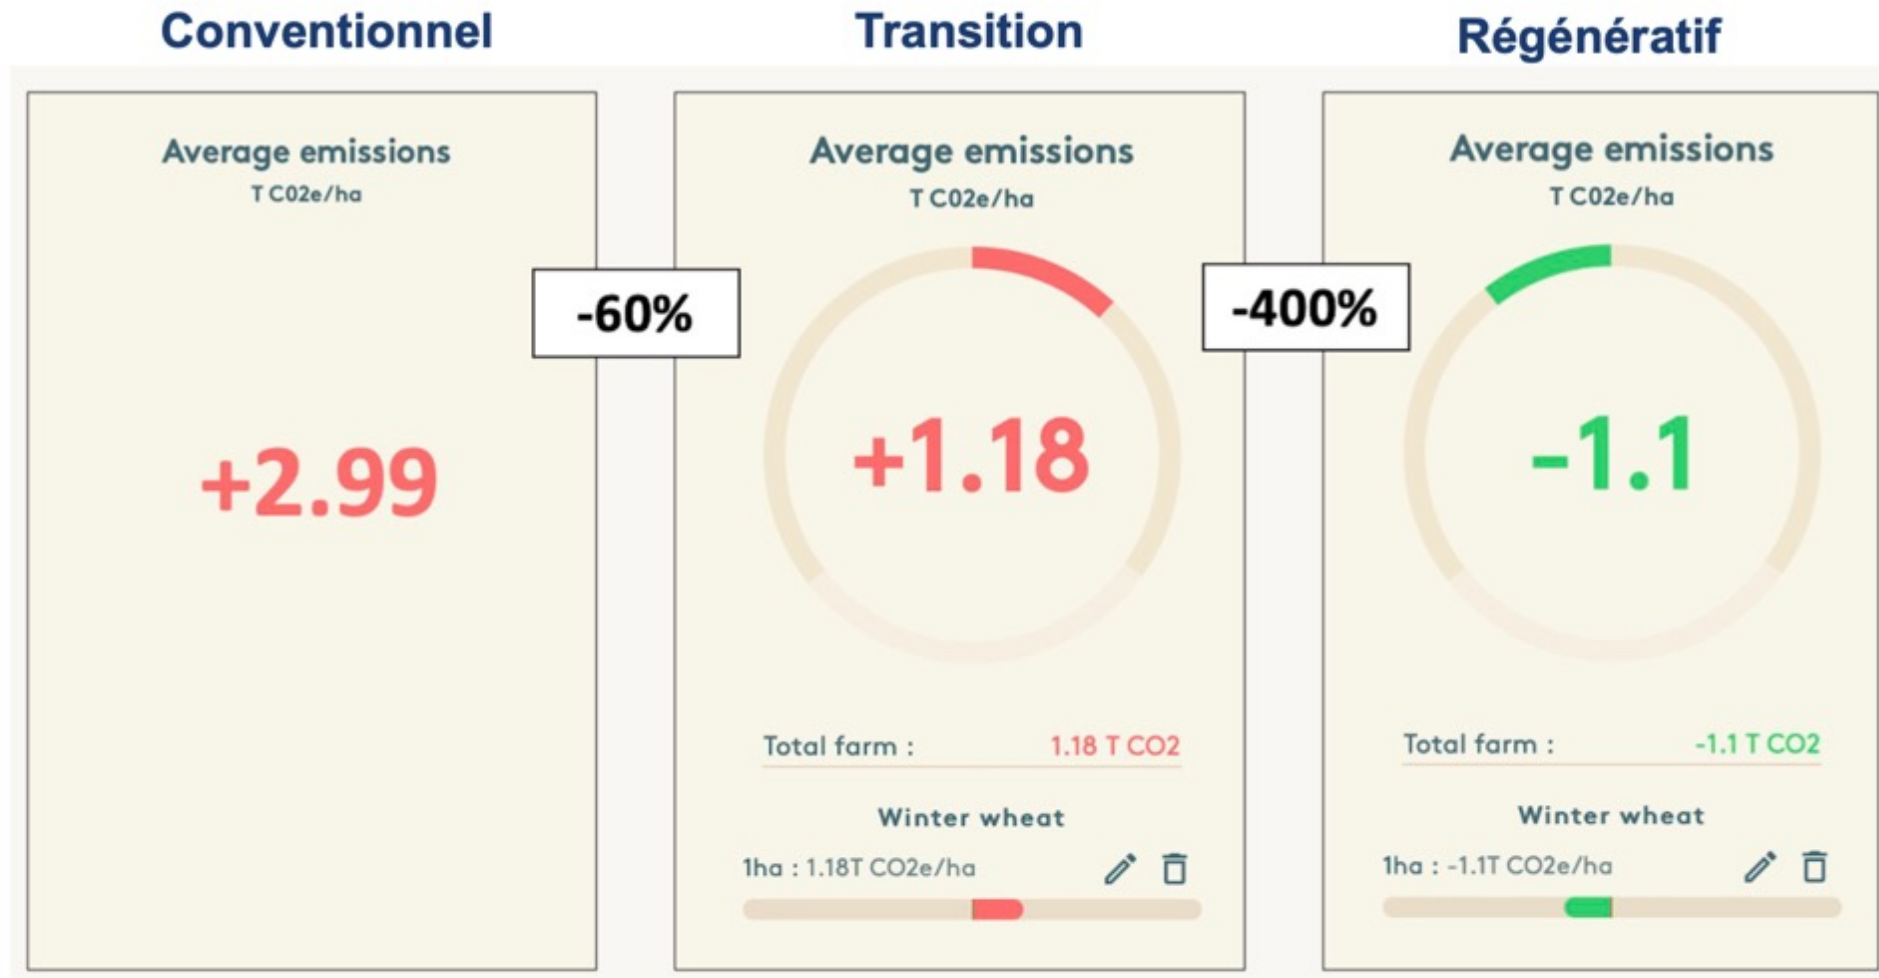 Conventionnel
Average emissions
T C02e/ha
+2.99
-60%
Transition
Average emissions
T C02e/ha
+1.18
Total farm : 1.18 T CO2
Winter wheat
1ha : 1.18T CO2e/ha
-400%
Régénératif
Average emissions
T C02e/ha
-1.1
Total farm : -1.1 T CO2
Winter wheat
1ha : -1.1T CO2e/ha